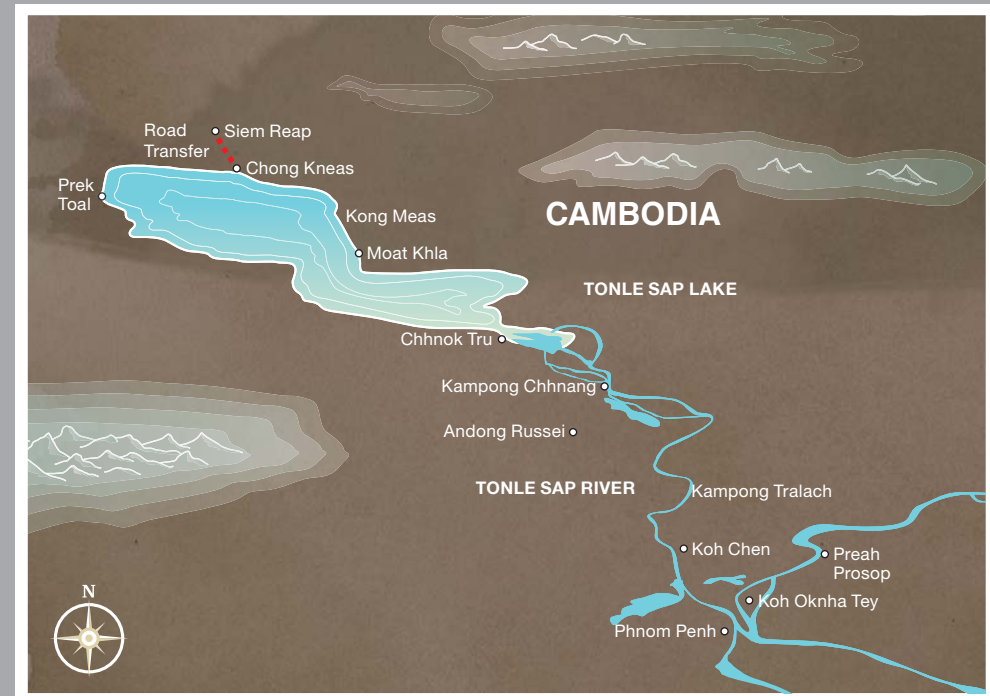 Road
Transfer
Siem Reap
Chong Kneas
Prek
Toal
Kong Meas
CAMBODIA
Moat Khla
TONLE SAP LAKE
Chhnok Tru
Kampong Chhnang
Andong Russei
TONLE SAP RIVER
Kampong Tralach
Koh Chen
Preah
Prosop
Koh Oknha Tey
Phnom Penh
N